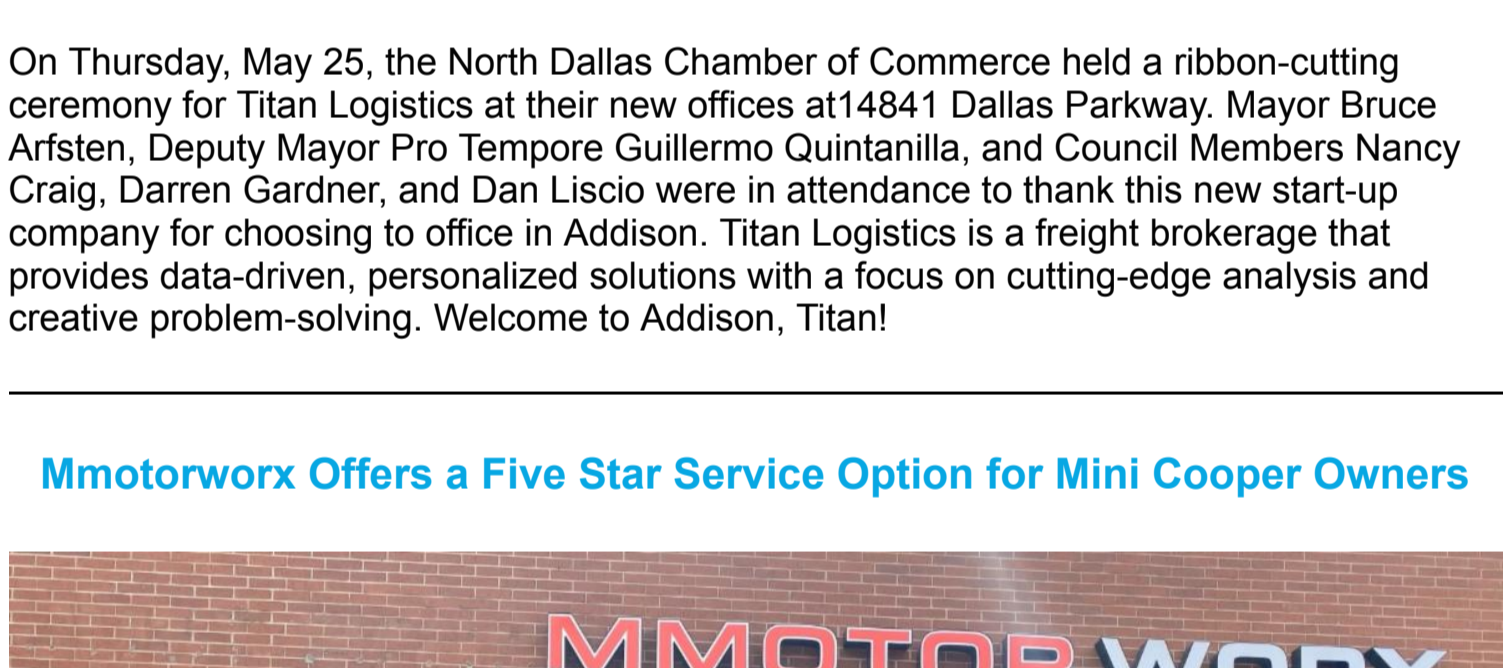 On Thursday, May 25, the North Dallas Chamber of Commerce held a ribbon-cutting
ceremony for Titan Logistics at their new offices at14841 Dallas Parkway. Mayor Bruce
Arfsten, Deputy Mayor Pro Tempore Guillermo Quintanilla, and Council Members Nancy
Craig, Darren Gardner, and Dan Liscio were in attendance to thank this new start-up
company for choosing to office in Addison. Titan Logistics is a freight brokerage that
provides data-driven, personalized solutions with a focus on cutting-edge analysis and
creative problem-solving. Welcome to Addison, Titan!
Mmotorworx Offers a Five Star Service Option for Mini Cooper Owners
MMOTOR WORX